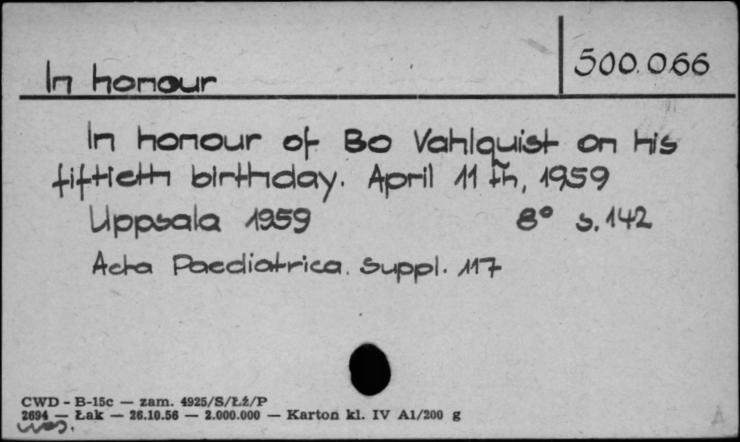 In honour
500.066
In honour of Bo Vahlquist on his
fiftieth birthday. April 11 th, 1959
Uppsala 1959 8° s. 142
Acta Paediatrica. Suppl. 117
CWD - B-15c — zam. 4925/S/Łż/P
2694 — Łak — 26.10.56 — 2.000.000 — Karton kl. IV A1/200 g
A